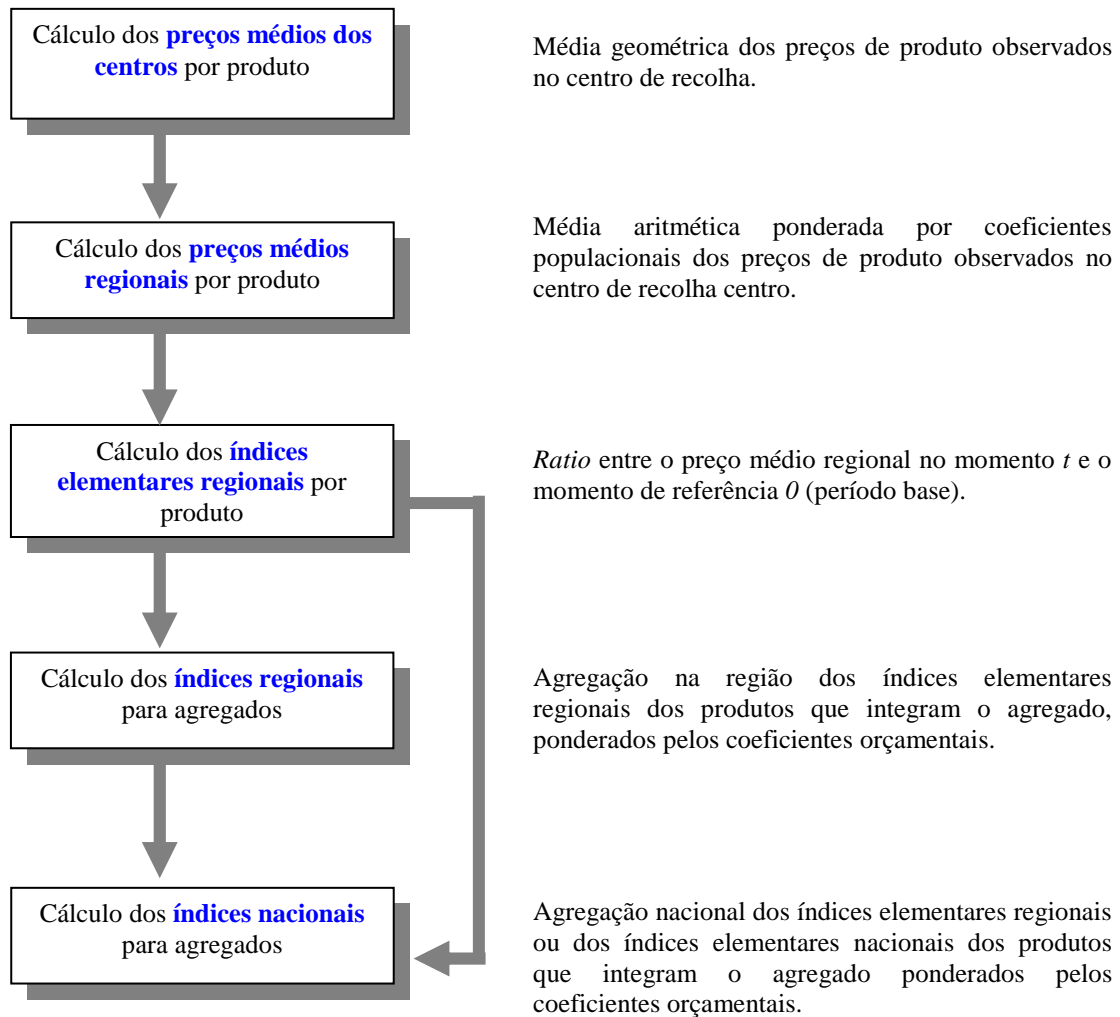 Cálculo dos preços médios dos
centros por produto
Média geométrica dos preços de produto observados
no centro de recolha.
Cálculo dos preços médios
regionais por produto
Média aritmética ponderada por coeficientes
populacionais dos preços de produto observados no
centro de recolha centro.
Cálculo dos índices
elementares regionais por
produto
Ratio entre o preço médio regional no momento t e o
momento de referência 0 (período base).
Cálculo dos índices regionais
para agregados
Agregação na região dos índices elementares
regionais dos produtos que integram o agregado,
ponderados pelos coeficientes orçamentais.
Cálculo dos índices nacionais
para agregados
Agregação nacional dos índices elementares regionais
ou dos índices elementares nacionais dos produtos
que integram o agregado ponderados pelos
coeficientes orçamentais.